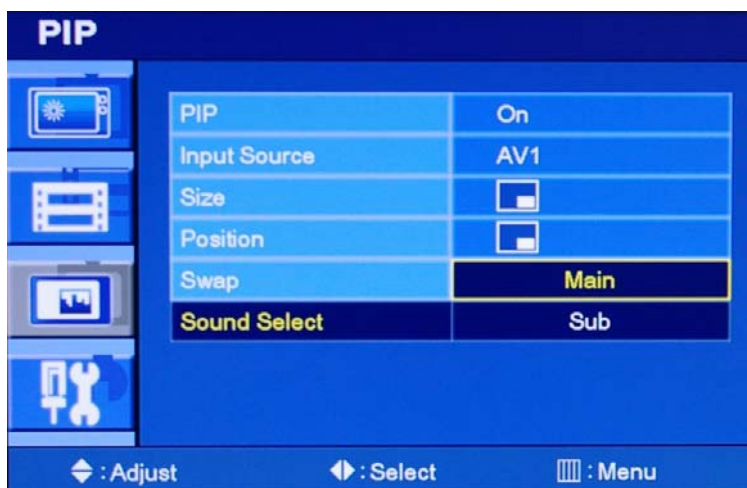 PIP
PIP On
Input Source AV1
Size
Position
Swap Main
Sound Select Sub
: Adjust : Select : Menu